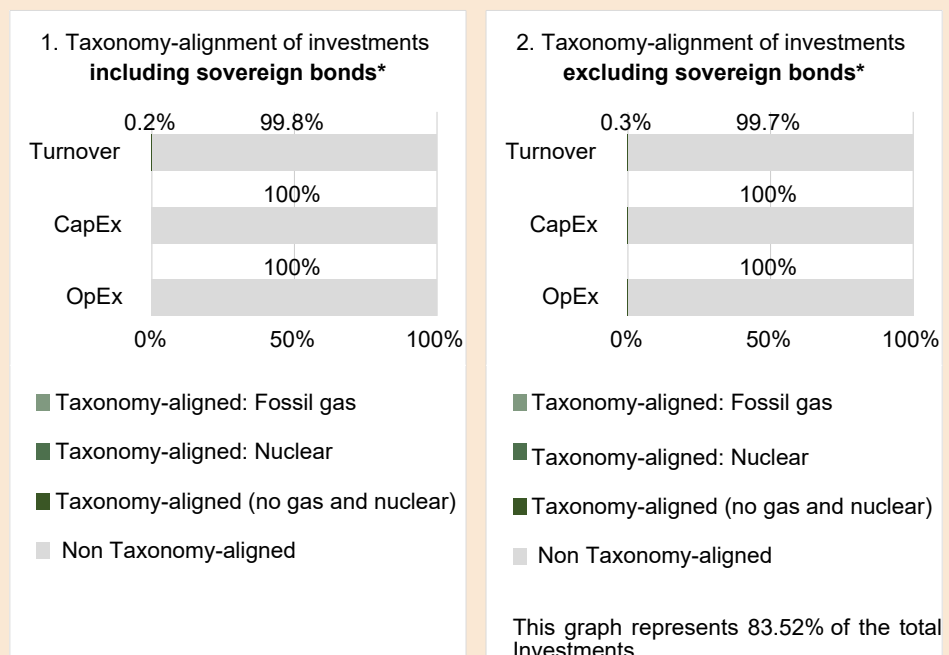 1. Taxonomy-alignment of investments
including sovereign bonds*
0.2% 99.8%
Turnover
100%
CapEx
100%
OpEx
0% 50% 100%
Taxonomy-aligned: Fossil gas
Taxonomy-aligned: Nuclear
Taxonomy-aligned (no gas and nuclear)
Non Taxonomy-aligned
2. Taxonomy-alignment of investments
excluding sovereign bonds*
0.3% 99.7%
Turnover
100%
CapEx
100%
OpEx
0% 50% 100%
Taxonomy-aligned: Fossil gas
Taxonomy-aligned: Nuclear
Taxonomy-aligned (no gas and nuclear)
Non Taxonomy-aligned
This graph represents 83.52% of the total
Investments